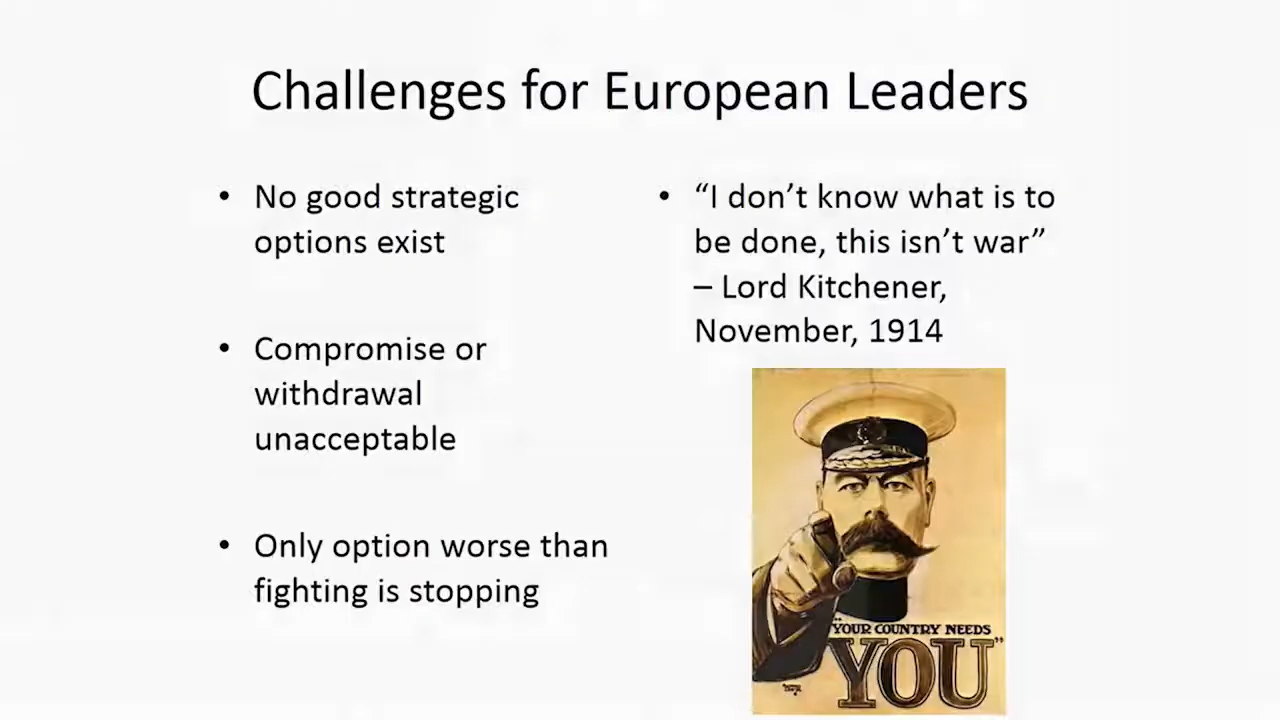 Challenges for European Leaders
• No good strategic
options exist
• Compromise or
withdrawal
unacceptable
• Only option worse than
fighting is stopping
• “I don’t know what is to
be done, this isn’t war”
– Lord Kitchener,
November, 1914
"YOUR COUNTRY NEEDS
YOU"